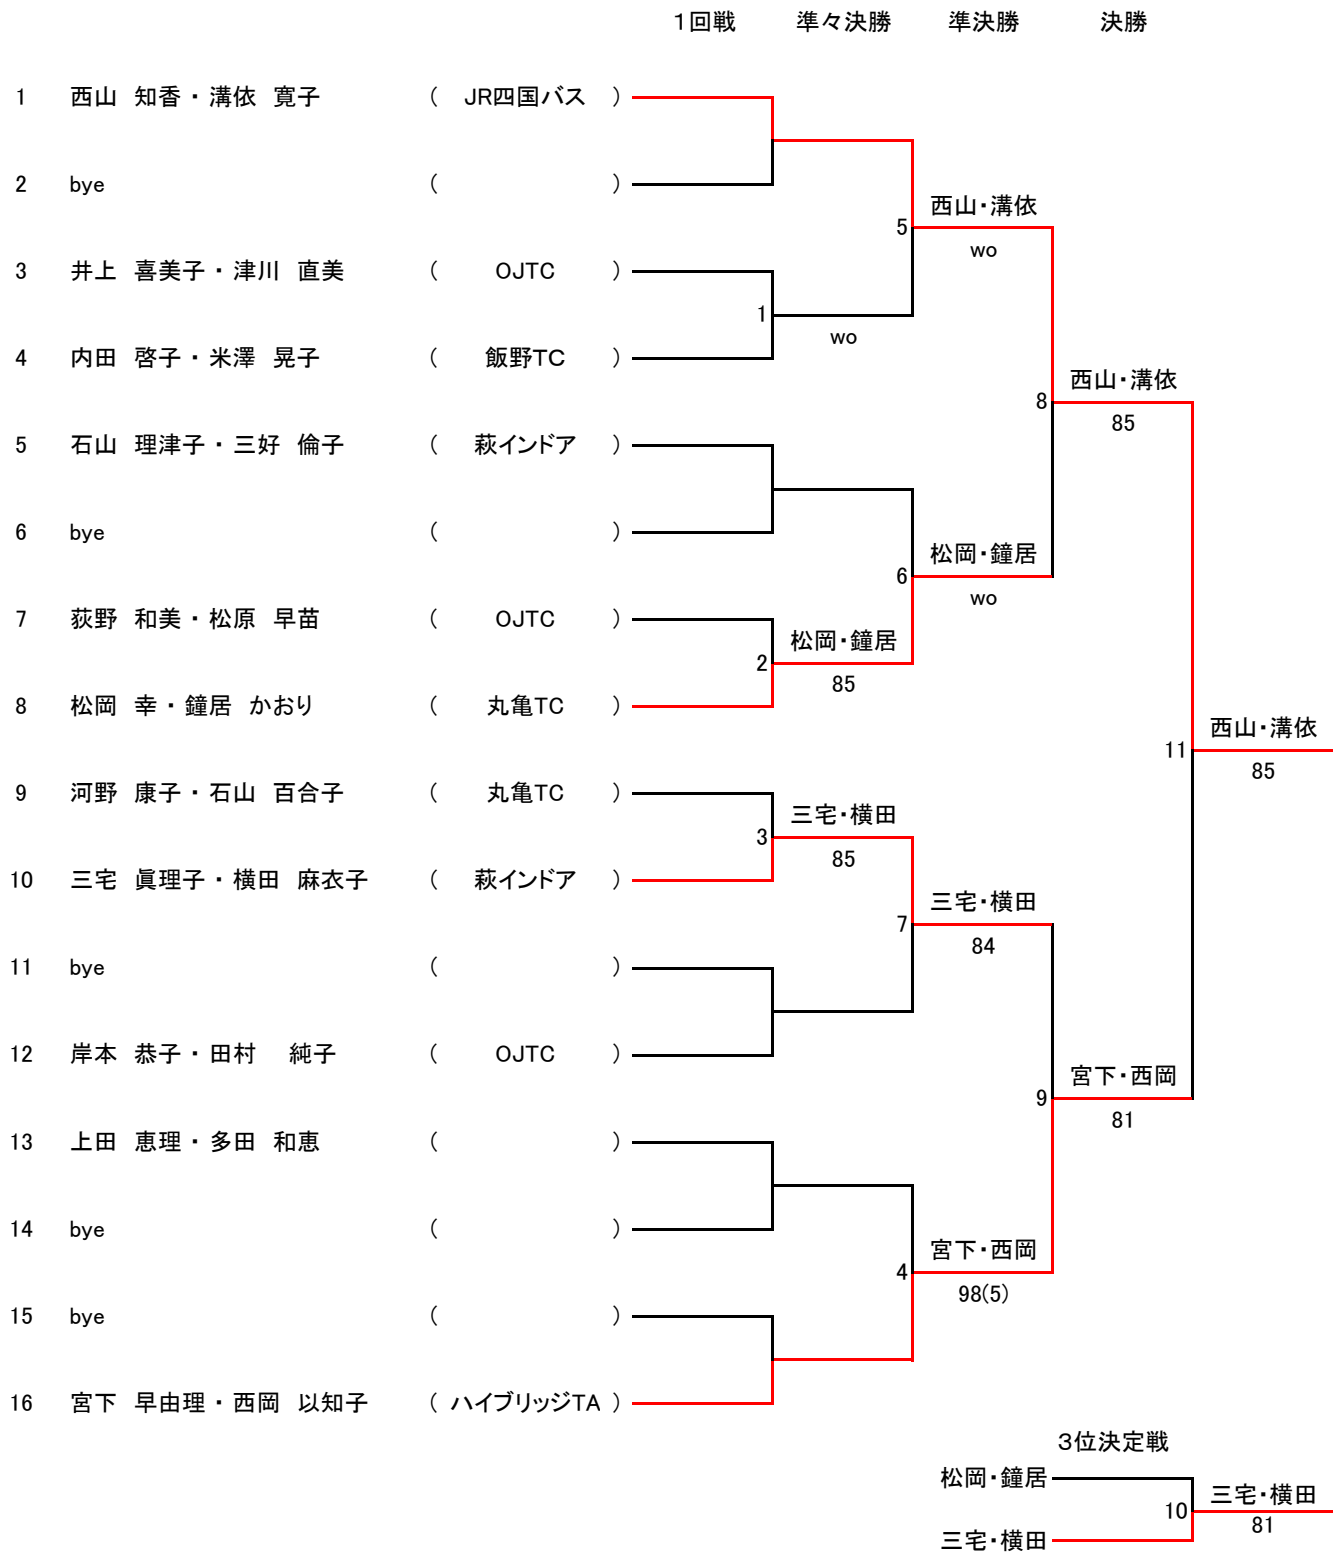 １回戦　準々決勝　準決勝　決勝
1 西山　知香・溝依　寛子 （ JR四国バス ）
2 bye （ ）
西山・溝依
5
wo
3 井上　喜美子・津川　直美 （ OJTC ）
1
wo
4 内田　啓子・米澤　晃子 （ 飯野TC ）
西山・溝依
8
85
5 石山　理津子・三好　倫子 （ 萩インドア ）
6 bye （ ）
松岡・鐘居
6
wo
7 荻野　和美・松原　早苗 （ OJTC ）
松岡・鐘居
2
85
8 松岡　幸・鐘居　かおり （ 丸亀TC ）
西山・溝依
11
85
9 河野　康子・石山　百合子 （ 丸亀TC ）
三宅・横田
3
85
10 三宅　眞理子・横田　麻衣子 （ 萩インドア ）
三宅・横田
7
84
11 bye （ ）
12 岸本　恭子・田村　純子 （ OJTC ）
宮下・西岡
9
81
13 上田　恵理・多田　和恵 （ ）
14 bye （ ）
宮下・西岡
4
98(5)
15 bye （ ）
16 宮下　早由理・西岡　以知子 （ ハイブリッジTA ）
３位決定戦
松岡・鐘居
三宅・横田
10
81
三宅・横田